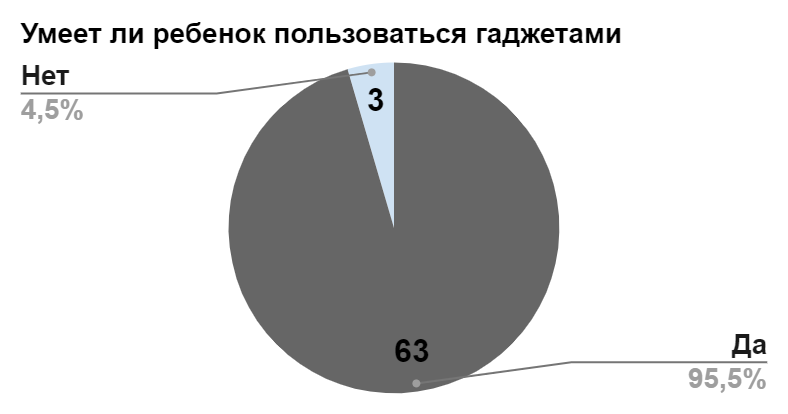 Умеет ли ребенок пользоваться гаджетами
Нет
4,5%
3
63
Да
95,5%